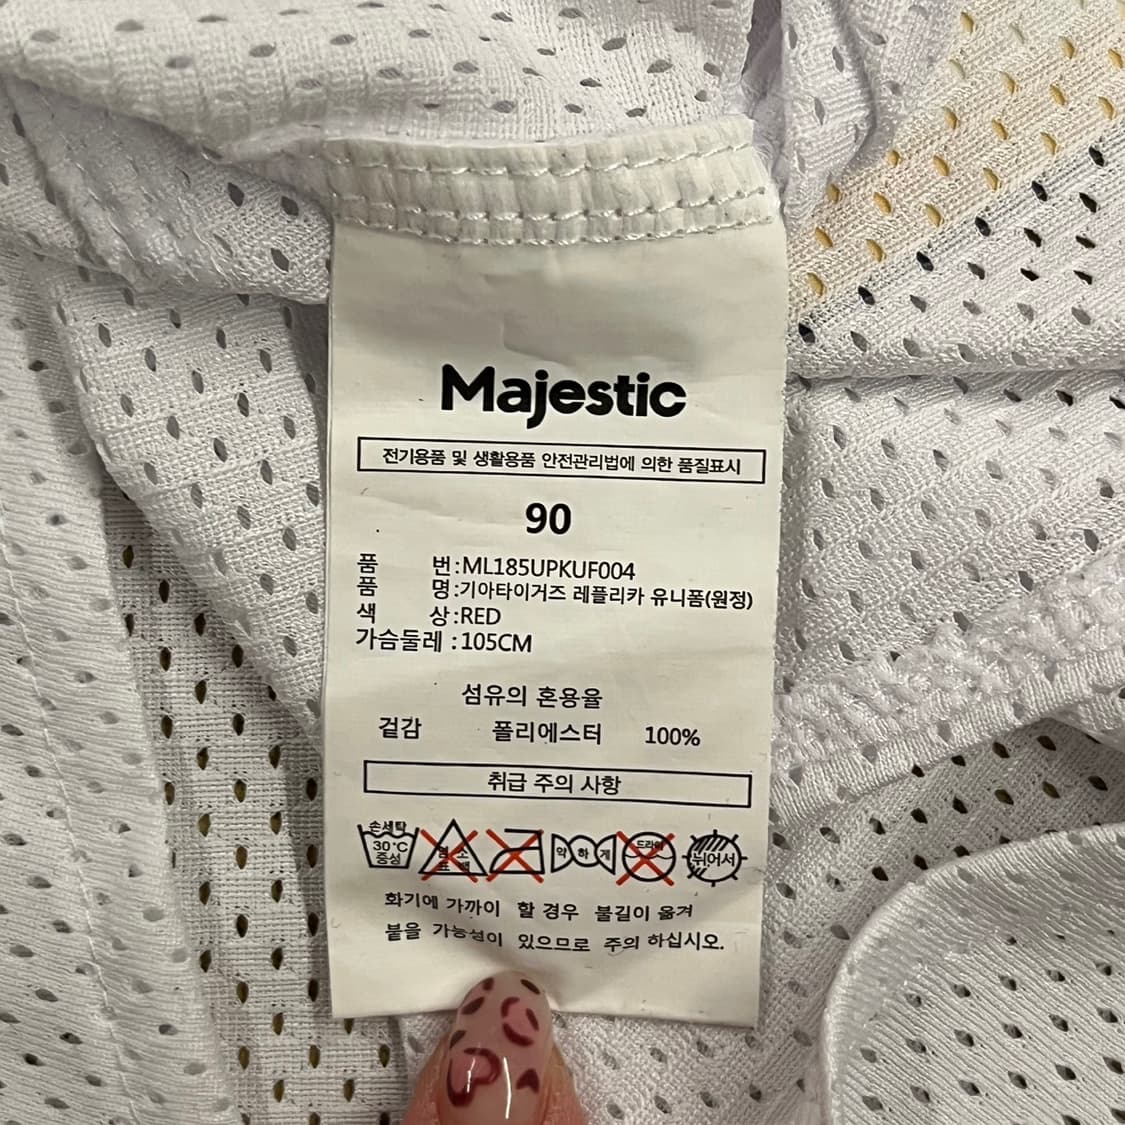 Majestic
전기용품 및 생활용품 안전관리법에 의한 품질표시
90
품 번:ML185UPKUF004
품 명:기아타이거즈 레플리카 유니폼(원정)
색 상:RED
가슴둘레 :105CM
섬유의 혼용율
겉감 폴리에스터 100%
취급 주의 사항
손세탁 30°C 중성 염소 표백 약하게 드라이 뉘어서
화기에 가까이 할 경우 불길이 옮겨
붙을 가능성이 있으므로 주의 하십시오.